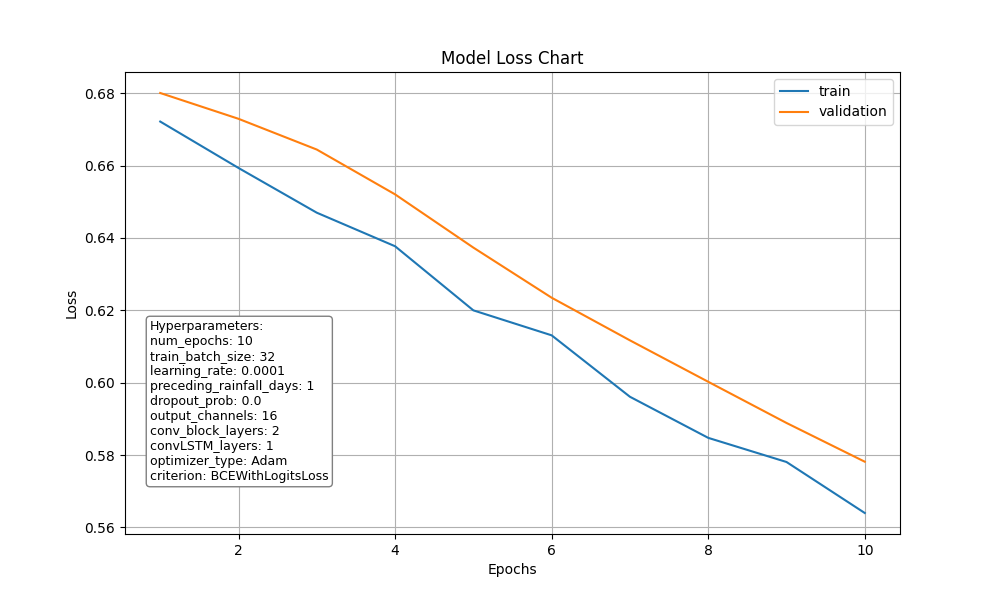 Model Loss Chart
train
validation
0.68
0.66
0.64
0.62
0.60
0.58
0.56
Loss
Hyperparameters:
num_epochs: 10
train_batch_size: 32
learning_rate: 0.0001
preceding_rainfall_days: 1
dropout_prob: 0.0
output_channels: 16
conv_block_layers: 2
convLSTM_layers: 1
optimizer_type: Adam
criterion: BCEWithLogitsLoss
2 4 6 8 10
Epochs